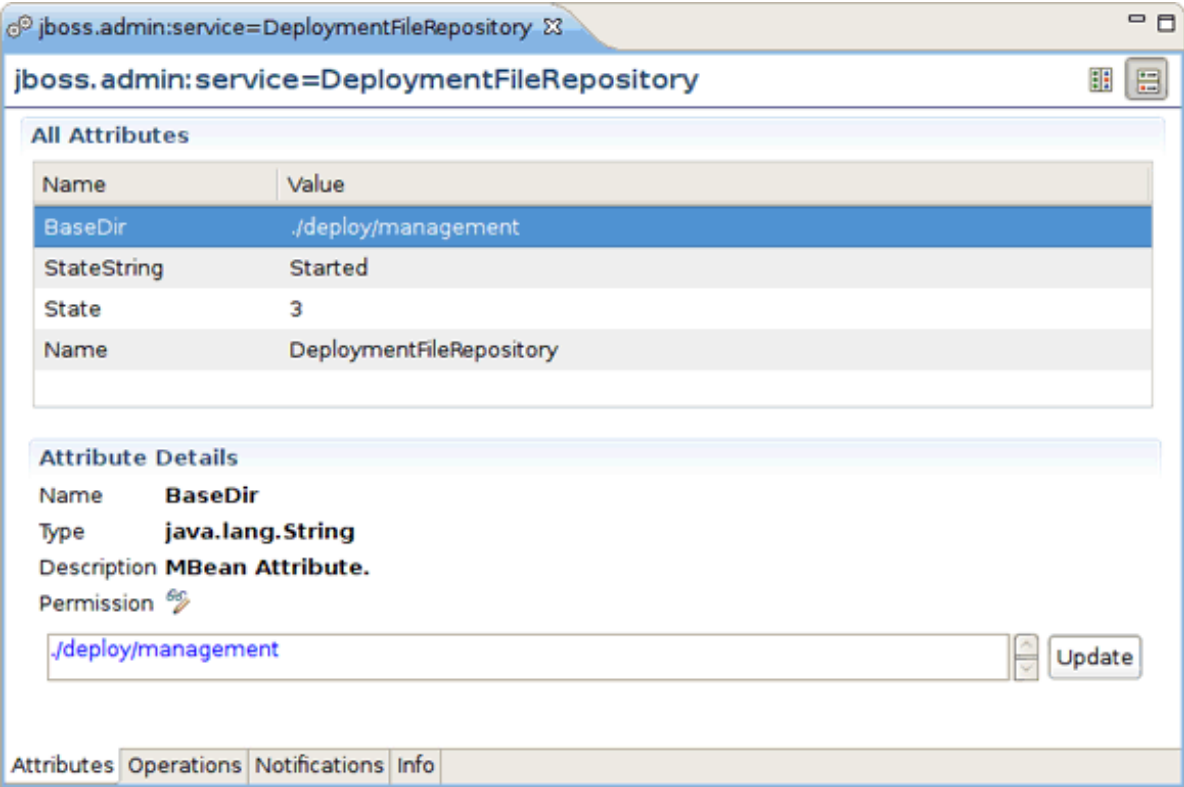 jboss.admin:service=DeploymentFileRepository
jboss.admin:service=DeploymentFileRepository
All Attributes
Name Value
BaseDir ./deploy/management
StateString Started
State 3
Name DeploymentFileRepository
Attribute Details
Name BaseDir
Type java.lang.String
Description MBean Attribute.
Permission
./deploy/management Update
Attributes Operations Notifications Info